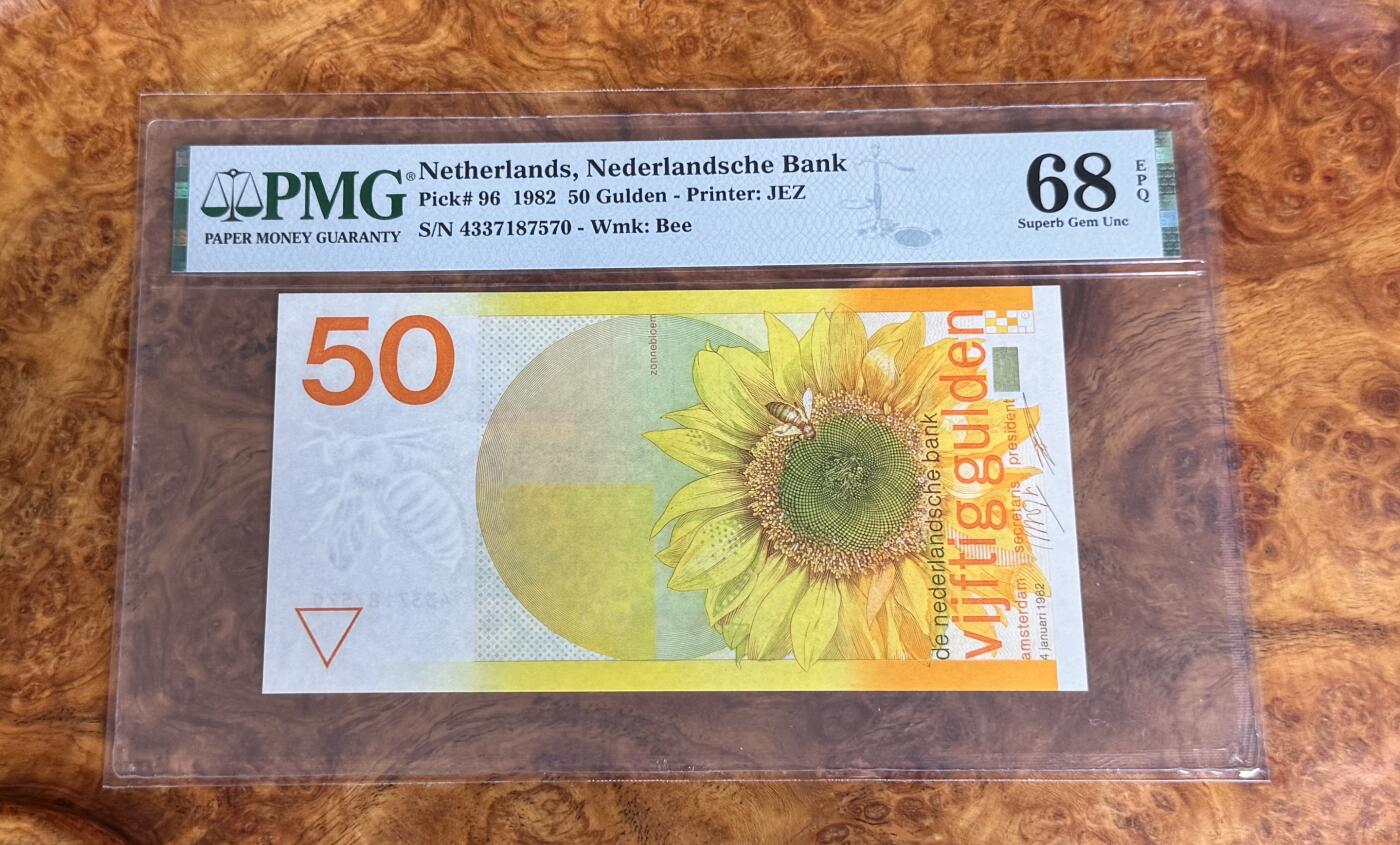 PMG®
PAPER MONEY GUARANTY
Netherlands, Nederlandsche Bank
Pick# 96 1982 50 Gulden - Printer: JEZ
S/N 4337187570 - Wmk: Bee
68
EPQ
Superb Gem Unc
50
zonnebloem
de nederlandsche bank
vijftig gulden
amsterdam secretaris president
4 januari 1982